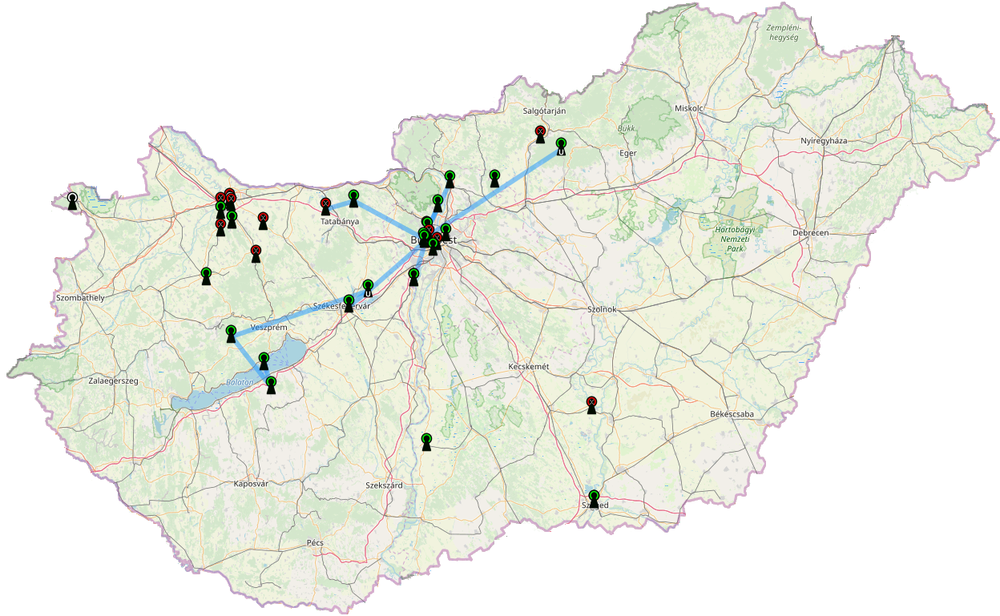 Zempléni-
hegység
Salgótarján
Miskolc
Bükk
Nyíregyháza
Eger
Tatabánya
Hortobágyi
Nemzeti
Park
Debrecen
Szombathely
Székesfehérvár
U
U
Szolnok
Veszprém
Kecskemét
Zalaegerszeg
Balaton
Békéscsaba
Kaposvár
Szekszárd
Pécs